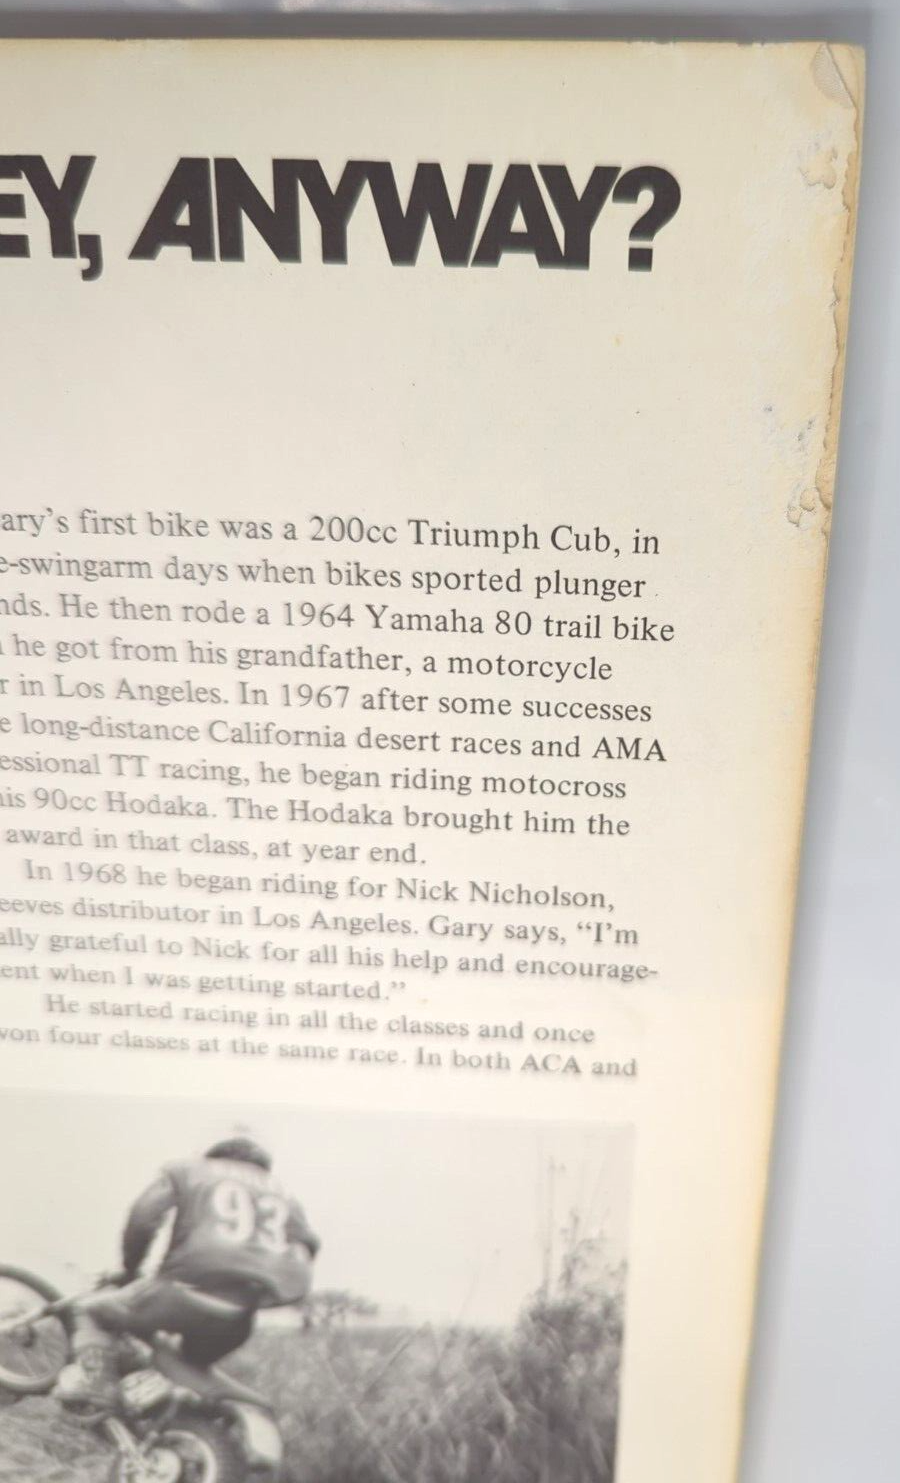 EY, ANYWAY?
ary's first bike was a 200cc Triumph Cub, in
e-swingarm days when bikes sported plunger
nds. He then rode a 1964 Yamaha 80 trail bike
he got from his grandfather, a motorcycle
r in Los Angeles. In 1967 after some successes
e long-distance California desert races and AMA
essional TT racing, he began riding motocross
his 90cc Hodaka. The Hodaka brought him the
award in that class, at year end.
In 1968 he began riding for Nick Nicholson,
eeves distributor in Los Angeles. Gary says, “I'm
ally grateful to Nick for all his help and encourage-
ent when I was getting started.”
He started racing in all the classes and once
won four classes at the same race. In both ACA and
93